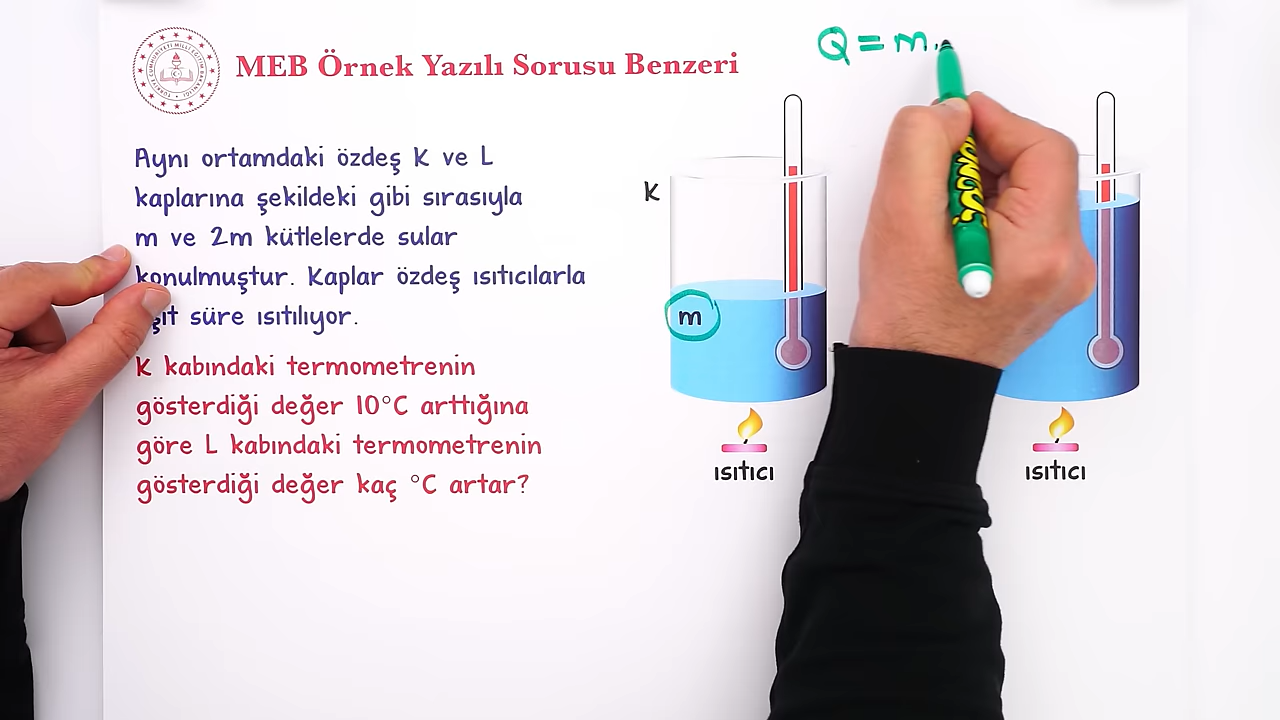 MEB Örnek Yazılı Sorusu Benzeri
Q = m.
Aynı ortamdaki özdeş K ve L
kaplarına şekildeki gibi sırasıyla
m ve 2m kütlelerde sular
konulmuştur. Kaplar özdeş ısıtıcılarla
süre ısıtılıyor.
K kabındaki termometrenin
gösterdiği değer 10°C arttığına
göre L kabındaki termometrenin
gösterdiği değer kaç °C artar?
K
m
ısıtıcı
ısıtıcı